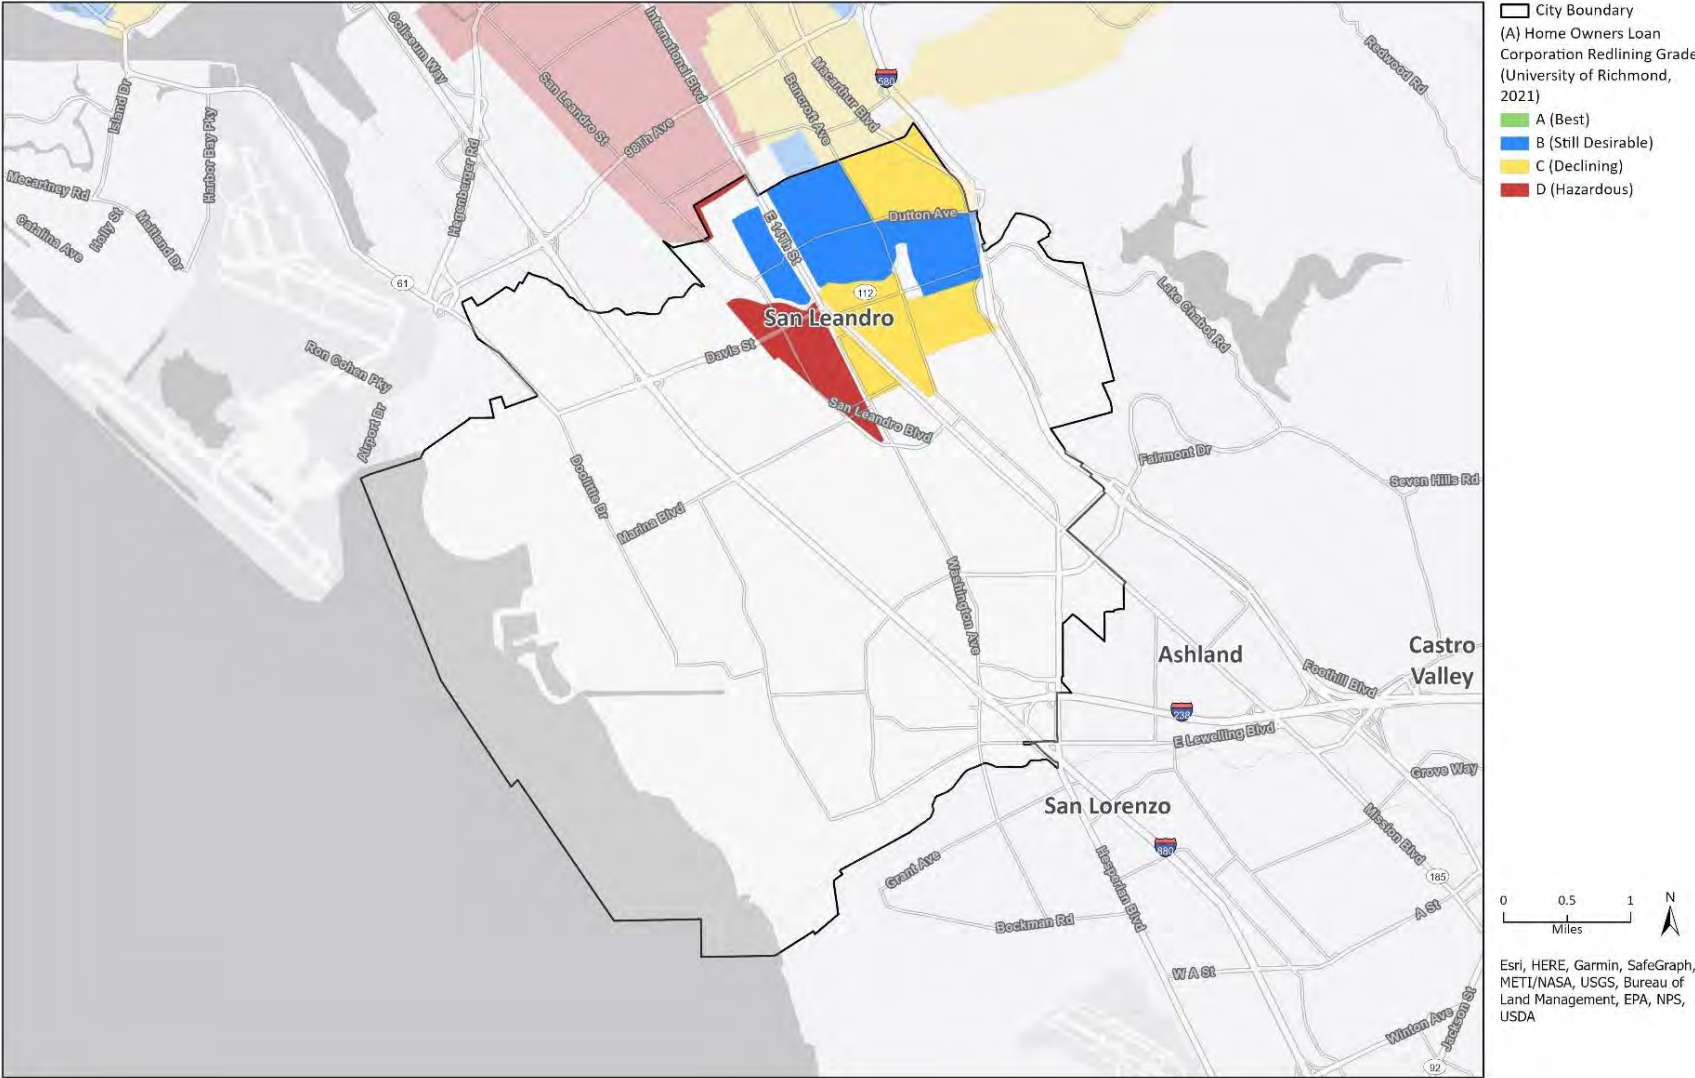 City Boundary
(A) Home Owners Loan
Corporation Redlining Grade
(University of Richmond,
2021)
A (Best)
B (Still Desirable)
C (Declining)
D (Hazardous)
Coliseum Way
International Blvd
Redwood Rd
Island Dr
Harbor Bay Pky
San Leandro St
98Th Ave
Bancroft Ave
Macarthur Blvd
580
Hegenberger Rd
Mecartney Rd
Holly St
Catalina Ave
Maitland Dr
Dutton Ave
E 14Th St
61
112
San Leandro
Lake Chabot Rd
Ron Cohen Pky
Davis St
Airport Dr
San Leandro Blvd
Fairmont Dr
Seven Hills Rd
Doolittle Dr
Marina Blvd
Washington Ave
Ashland
Castro
Valley
Foothill Blvd
238
E Lewelling Blvd
Grove Way
San Lorenzo
Mission Blvd
880
Grant Ave
Hesperian Blvd
185
A St
Bockman Rd
W A St
Winton Ave
Jackson St
92
0 0.5 1
Miles
N
Esri, HERE, Garmin, SafeGraph,
METI/NASA, USGS, Bureau of
Land Management, EPA, NPS,
USDA